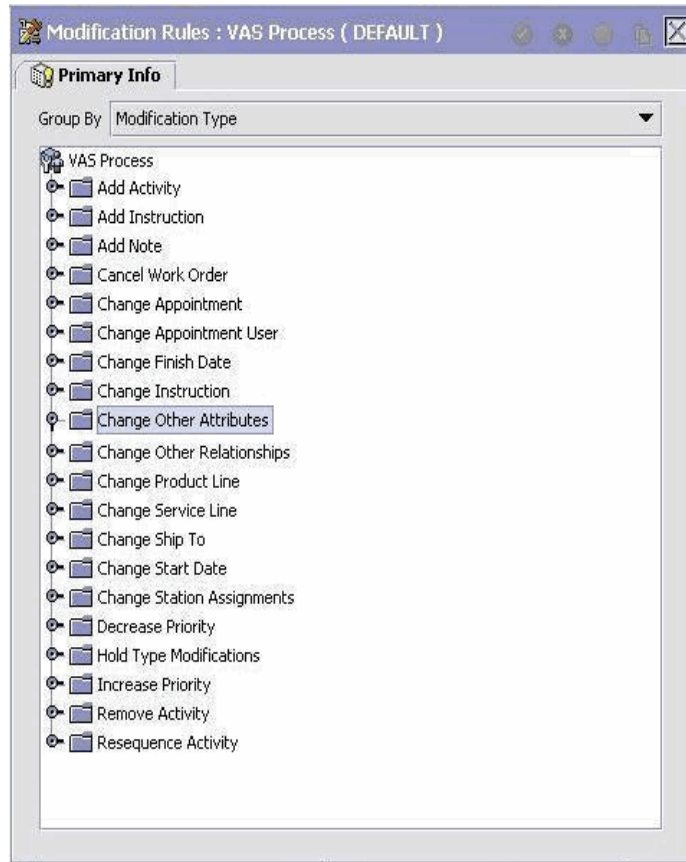 Modification Rules : VAS Process ( DEFAULT )
Primary Info
Group By Modification Type
VAS Process
Add Activity
Add Instruction
Add Note
Cancel Work Order
Change Appointment
Change Appointment User
Change Finish Date
Change Instruction
Change Other Attributes
Change Other Relationships
Change Product Line
Change Service Line
Change Ship To
Change Start Date
Change Station Assignments
Decrease Priority
Hold Type Modifications
Increase Priority
Remove Activity
Resequence Activity